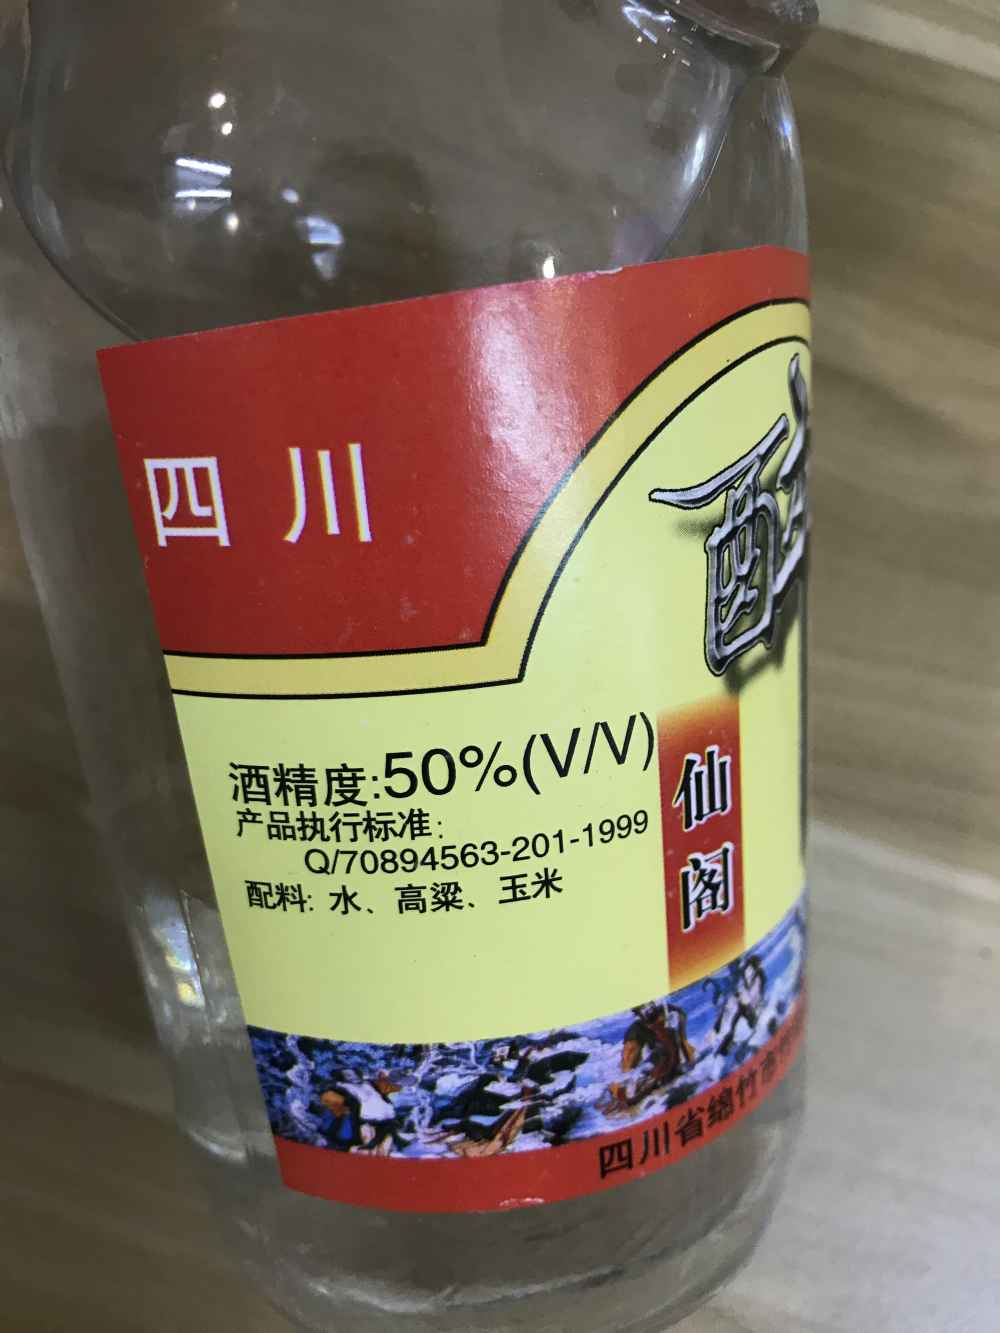 四川
酒精度:50%(V/V)
产品执行标准:
Q/70894563-201-1999
配料: 水、高粱、玉米
仙阁
四川省绵竹市